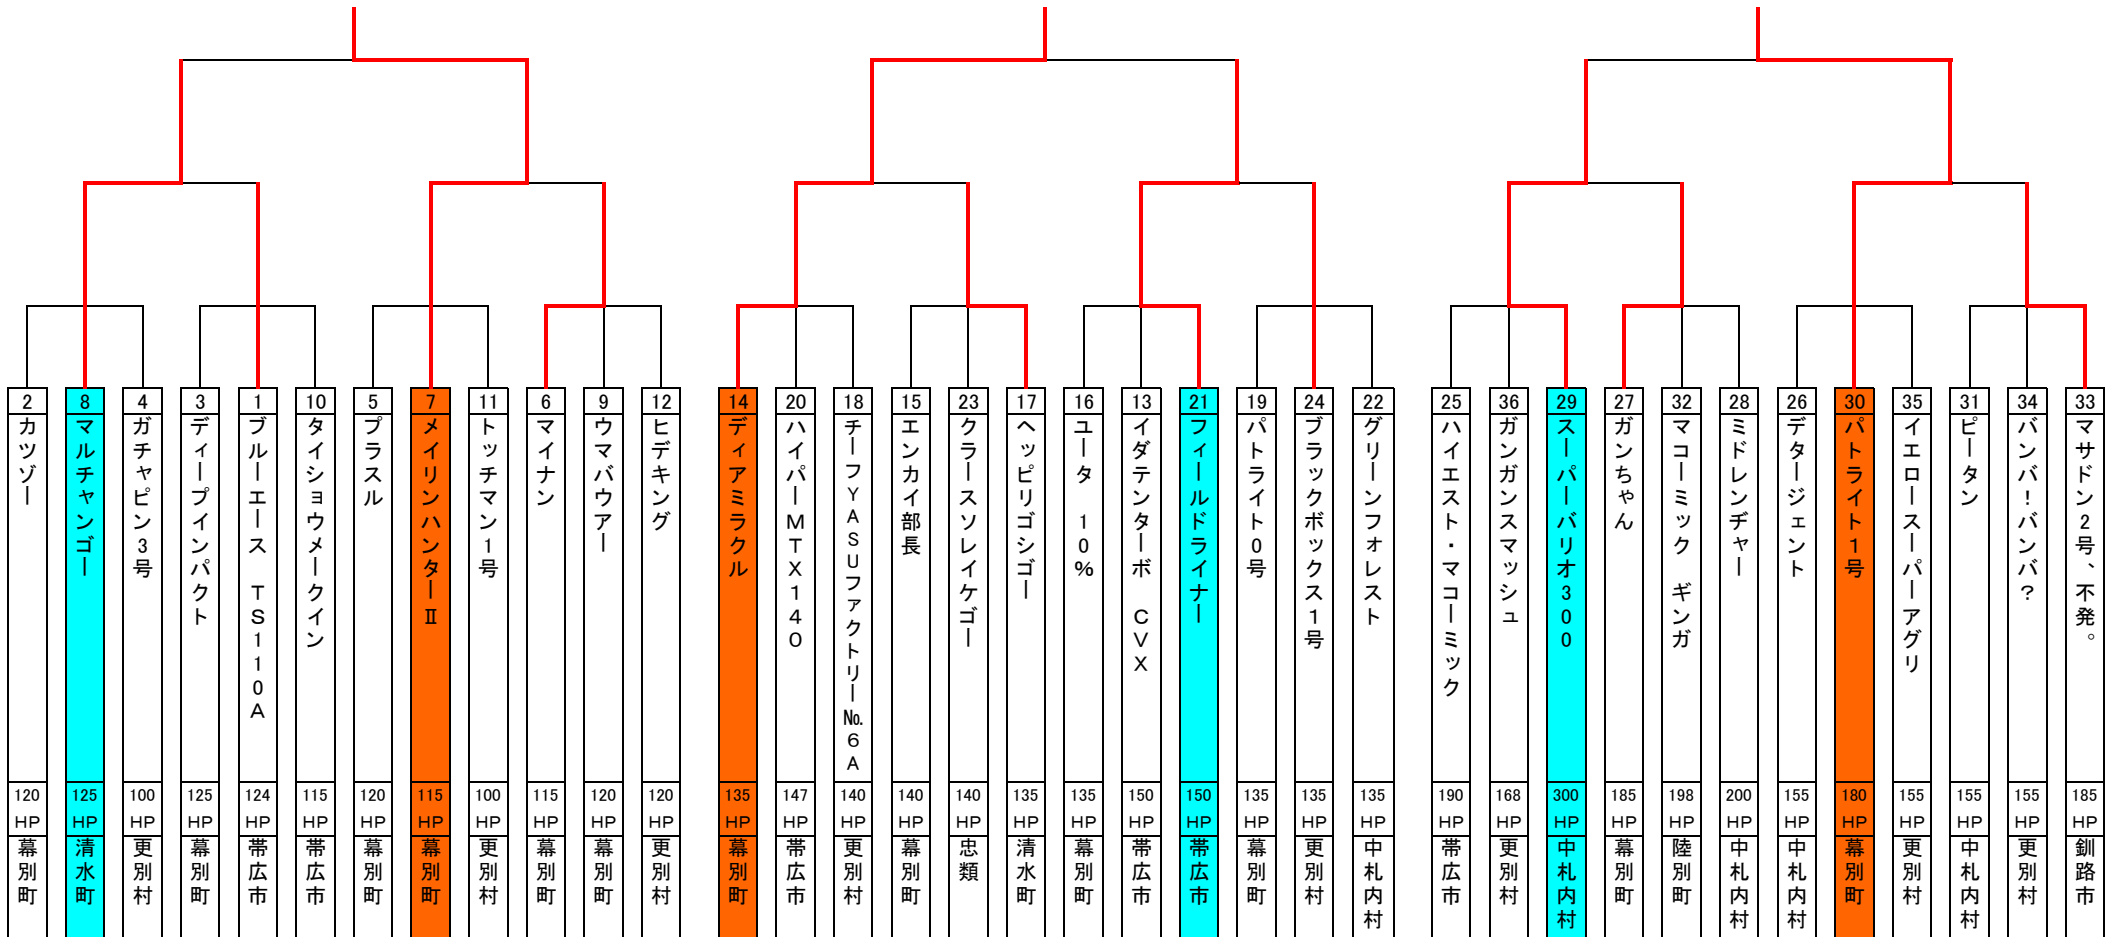 2
カツゾー
120
HP
幕別町
8
マルチャンゴー
125
HP
清水町
4
ガチャピン3号
100
HP
更別村
3
ディープインパクト
125
HP
幕別町
1
ブルーエース　TS110A
124
HP
帯広市
10
タイショウメークイン
115
HP
帯広市
5
プラスル
120
HP
幕別町
7
メイリンハンターⅡ
115
HP
幕別町
11
トッチマン1号
100
HP
更別村
6
マイナン
115
HP
幕別町
9
ウマバウアー
120
HP
幕別町
12
ヒデキング
120
HP
更別村
14
ディアミラクル
135
HP
幕別町
20
ハイパーMTX140
147
HP
帯広市
18
チーフYASUファクトリー№6A
140
HP
更別村
15
エンカイ部長
140
HP
幕別町
23
クラースソレイケゴー
140
HP
忠類
17
ヘッピリゴシゴー
135
HP
清水町
16
ユータ　10%
135
HP
幕別町
13
イダテンターボ　CVX
150
HP
帯広市
21
フィールドライナー
150
HP
帯広市
19
パトライト0号
135
HP
幕別町
24
ブラックボックス1号
135
HP
更別村
22
グリーンフォレスト
135
HP
中札内村
25
ハイエスト・マコーミック
190
HP
帯広市
36
ガンガンスマッシュ
168
HP
更別村
29
スーパーバリオ300
300
HP
中札内村
27
ガンちゃん
185
HP
幕別町
32
マコーミック　ギンガ
198
HP
陸別町
28
ミドレンヂャー
200
HP
中札内村
26
デタージェント
155
HP
中札内村
30
パトライト1号
180
HP
幕別町
35
イエロースーパーアグリ
155
HP
更別村
31
ピータン
155
HP
中札内村
34
バンバ！バンバ？
155
HP
更別村
33
マサドン2号、不発。
185
HP
釧路市